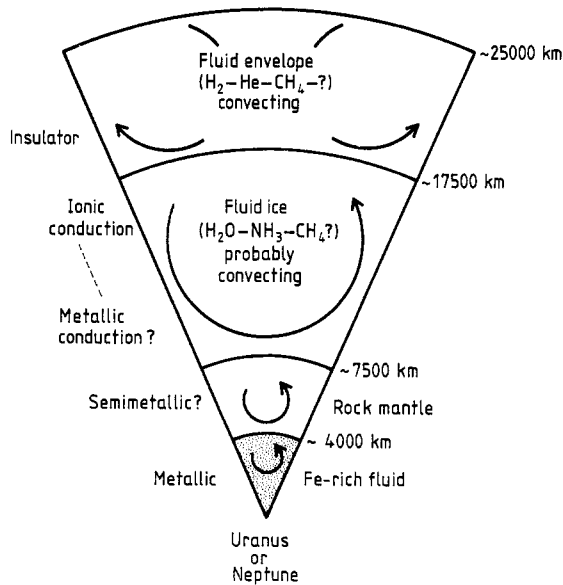 Fluid envelope
(H₂–He–CH₄–?)
convecting
~25000 km
Insulator
~17500 km
Ionic
conduction
Fluid ice
(H₂O–NH₃–CH₄?)
probably
convecting
Metallic
conduction ?
~7500 km
Semimetallic?
Rock mantle
~ 4000 km
Metallic
Fe-rich fluid
Uranus
or
Neptune